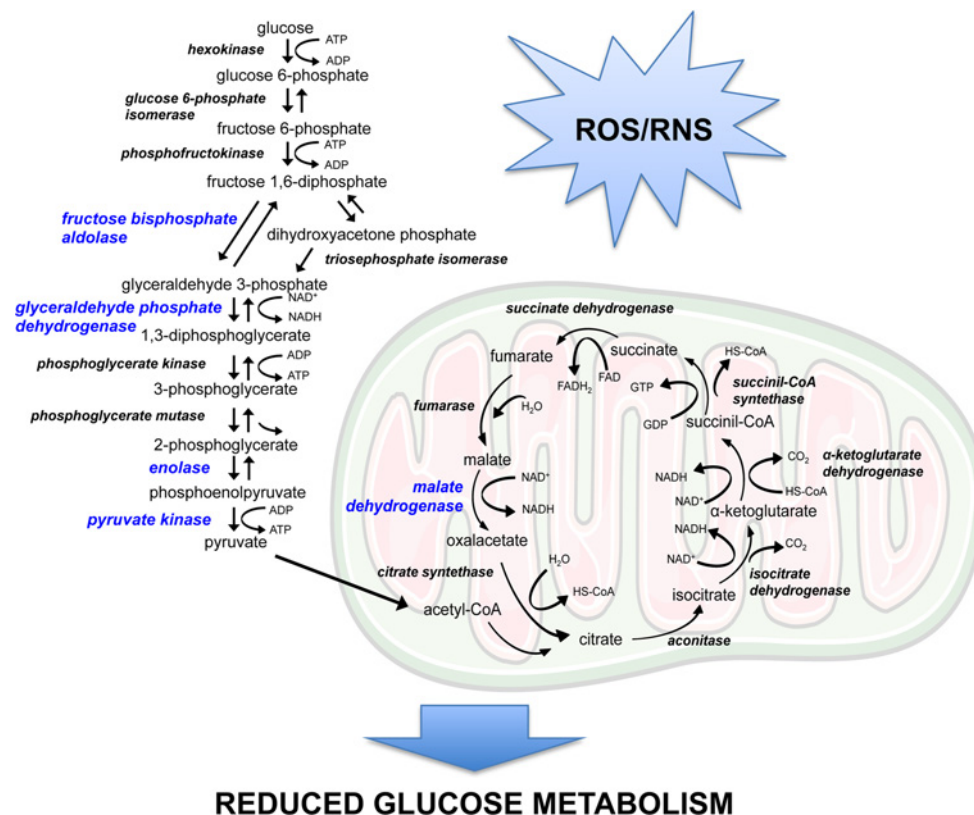 glucose
hexokinase
ATP
ADP
glucose 6-phosphate
glucose 6-phosphate
isomerase
fructose 6-phosphate
phosphofructokinase
ATP
ADP
fructose 1,6-diphosphate
fructose bisphosphate
aldolase
dihydroxyacetone phosphate
triosephosphate isomerase
glyceraldehyde 3-phosphate
glyceraldehyde phosphate
dehydrogenase
NAD⁺
NADH
1,3-diphosphoglycerate
phosphoglycerate kinase
ADP
ATP
3-phosphoglycerate
phosphoglycerate mutase
2-phosphoglycerate
enolase
phosphoenolpyruvate
pyruvate kinase
ADP
ATP
pyruvate
ROS/RNS
succinate dehydrogenase
fumarate
succinate
FADH₂
FAD
HS-CoA
GTP
GDP
succinil-CoA
syntethase
succinil-CoA
fumarase
H₂O
malate
malate
dehydrogenase
NAD⁺
NADH
NADH
NAD⁺
CO₂
HS-CoA
α-ketoglutarate
dehydrogenase
α-ketoglutarate
oxalacetate
NADH
NAD⁺
CO₂
isocitrate
dehydrogenase
citrate syntethase
H₂O
HS-CoA
isocitrate
acetyl-CoA
citrate
aconitase
REDUCED GLUCOSE METABOLISM